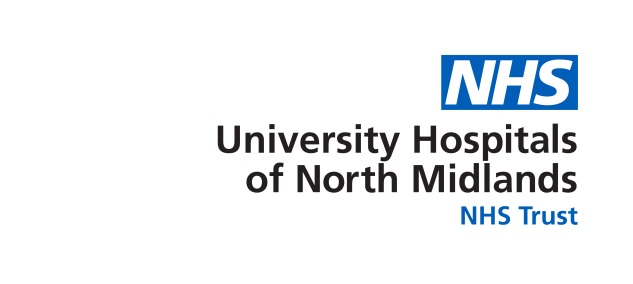 NHS
University Hospitals
of North Midlands
NHS Trust